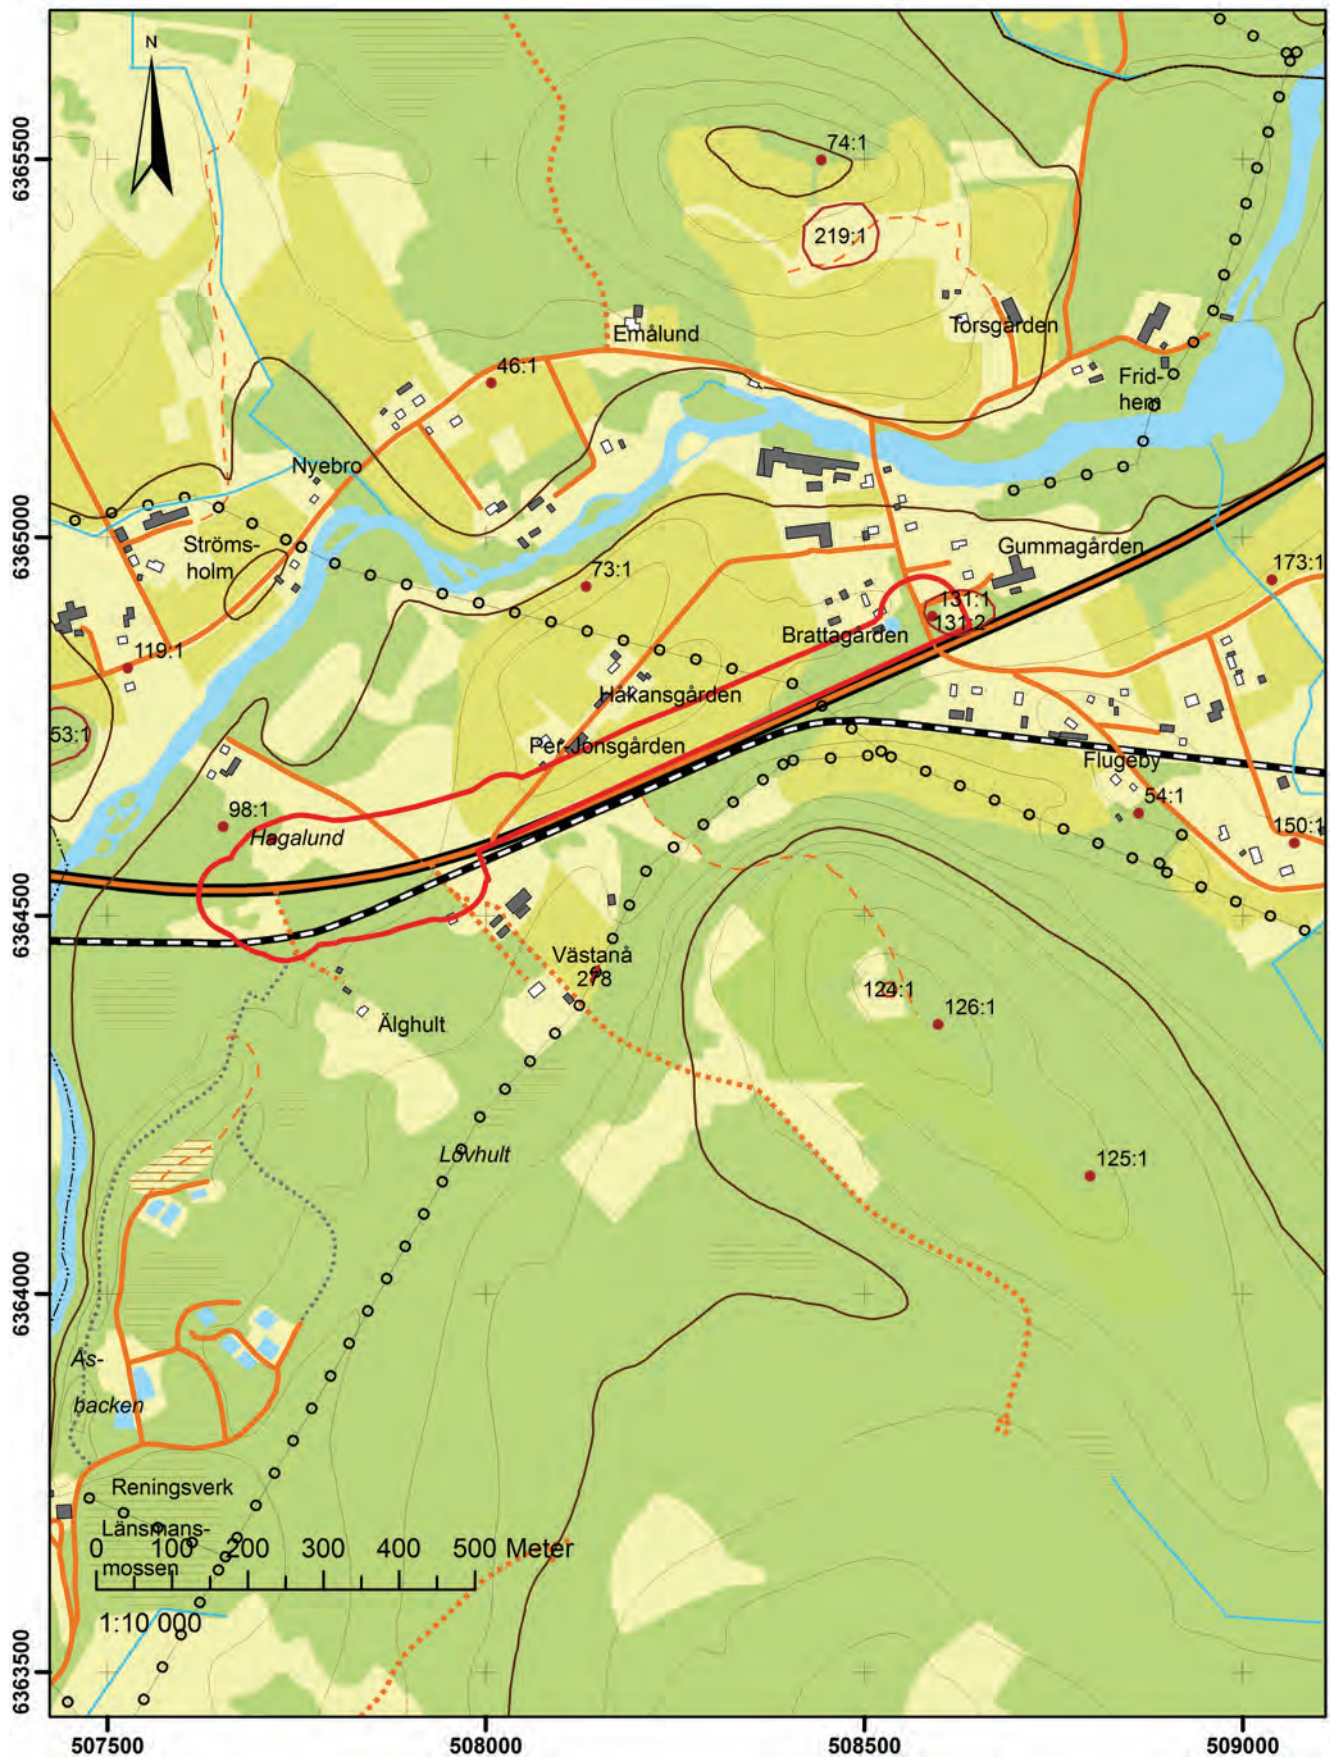 N
74:1
6365500
219:1
Torsgården
Emålund
46:1
Frid-
hem
Nyebro
6365000
Ströms-
holm
Gummagården
73:1
173:1
131:1
131:2
Brattagården
119:1
Håkansgården
53:1
Per-Jonsgården
Flugeby
98:1
54:1
Hagalund
150:1
6364500
Västanå
278
124:1
126:1
Älghult
Lövhult
125:1
6364000
Ås-
backen
Reningsverk
Länsmans-
mossen
0 100 200 300 400 500 Meter
1:10 000
6363500
507500 508000 508500 509000